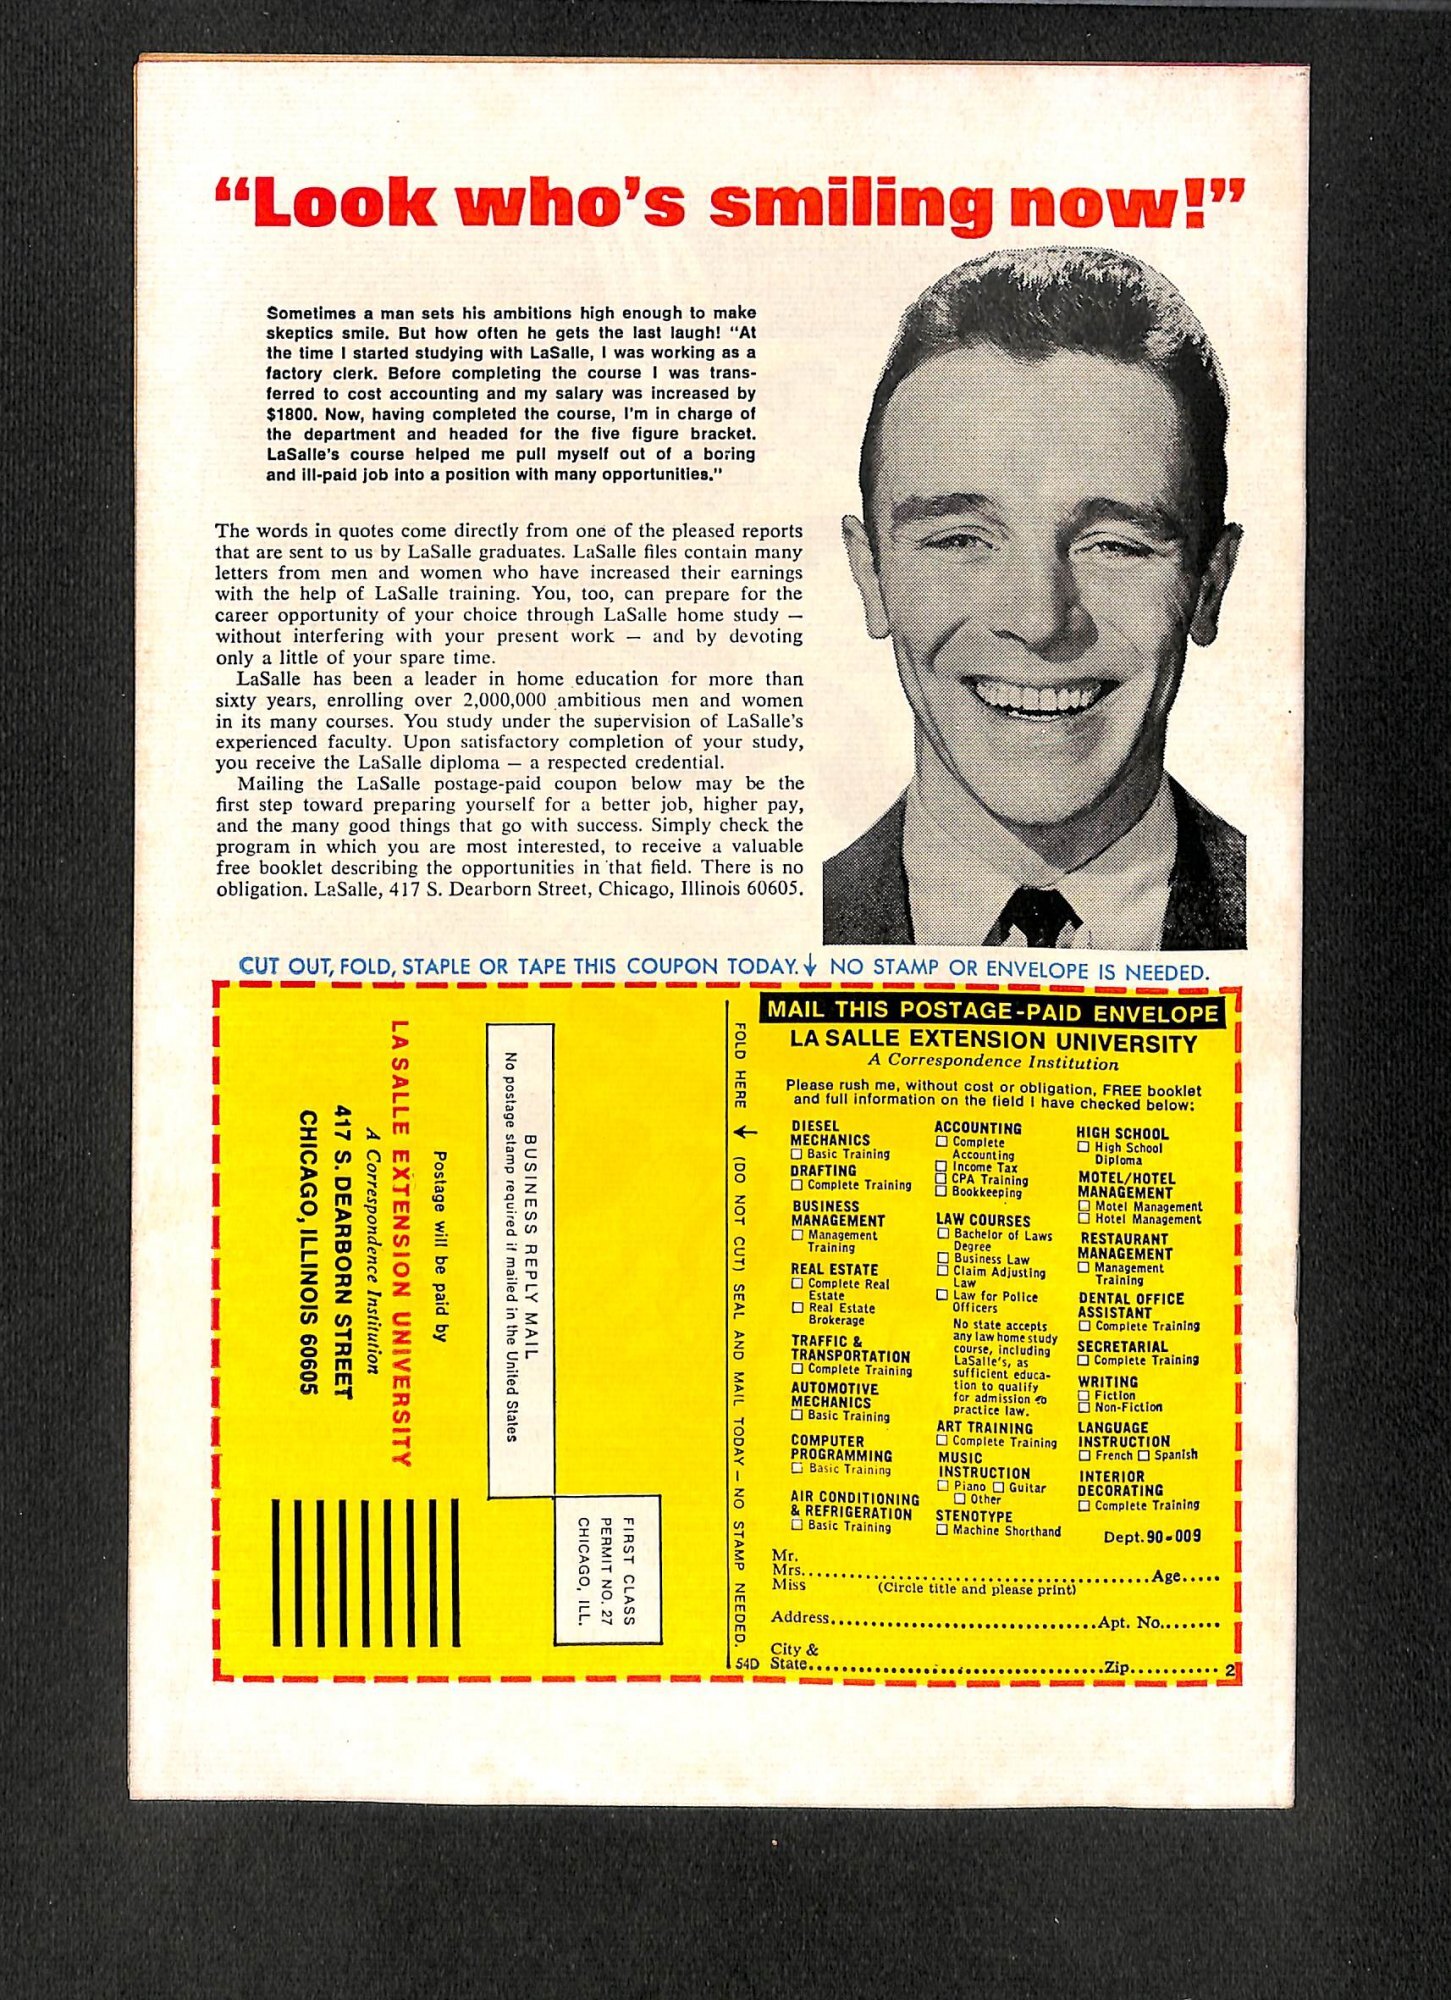 “Look who’s smiling now!”
Sometimes a man sets his ambitions high enough to make
skeptics smile. But how often he gets the last laugh! “At
the time I started studying with LaSalle, I was working as a
factory clerk. Before completing the course I was trans-
ferred to cost accounting and my salary was increased by
$1800. Now, having completed the course, I’m in charge of
the department and headed for the five figure bracket.
LaSalle’s course helped me pull myself out of a boring
and ill-paid job into a position with many opportunities.”
The words in quotes come directly from one of the pleased reports
that are sent to us by LaSalle graduates. LaSalle files contain many
letters from men and women who have increased their earnings
with the help of LaSalle training. You, too, can prepare for the
career opportunity of your choice through LaSalle home study —
without interfering with your present work — and by devoting
only a little of your spare time.
LaSalle has been a leader in home education for more than
sixty years, enrolling over 2,000,000 ambitious men and women
in its many courses. You study under the supervision of LaSalle’s
experienced faculty. Upon satisfactory completion of your study,
you receive the LaSalle diploma — a respected credential.
Mailing the LaSalle postage-paid coupon below may be the
first step toward preparing yourself for a better job, higher pay,
and the many good things that go with success. Simply check the
program in which you are most interested, to receive a valuable
free booklet describing the opportunities in that field. There is no
obligation. LaSalle, 417 S. Dearborn Street, Chicago, Illinois 60605.
CUT OUT, FOLD, STAPLE OR TAPE THIS COUPON TODAY.↓ NO STAMP OR ENVELOPE IS NEEDED.
FIRST CLASS
PERMIT NO. 27
CHICAGO, ILL.
BUSINESS REPLY MAIL
No postage stamp required if mailed in the United States
Postage will be paid by
LA SALLE EXTENSION UNIVERSITY
A Correspondence Institution
417 S. DEARBORN STREET
CHICAGO, ILLINOIS 60605
FOLD HERE ↓ (DO NOT CUT) SEAL AND MAIL TODAY — NO STAMP NEEDED.
54D
MAIL THIS POSTAGE-PAID ENVELOPE
LA SALLE EXTENSION UNIVERSITY
A Correspondence Institution
Please rush me, without cost or obligation, FREE booklet
and full information on the field I have checked below:
DIESEL
MECHANICS
☐ Basic Training
DRAFTING
☐ Complete Training
BUSINESS
MANAGEMENT
☐ Management
Training
REAL ESTATE
☐ Complete Real
Estate
☐ Real Estate
Brokerage
TRAFFIC &
TRANSPORTATION
☐ Complete Training
AUTOMOTIVE
MECHANICS
☐ Basic Training
COMPUTER
PROGRAMMING
☐ Basic Training
AIR CONDITIONING
& REFRIGERATION
☐ Basic Training
ACCOUNTING
☐ Complete
Accounting
☐ Income Tax
☐ CPA Training
☐ Bookkeeping
LAW COURSES
☐ Bachelor of Laws
Degree
☐ Business Law
☐ Claim Adjusting
Law
☐ Law for Police
Officers
No state accepts
any law home study
course, including
LaSalle’s, as
sufficient educa-
tion to qualify
for admission to
practice law.
ART TRAINING
☐ Complete Training
MUSIC
INSTRUCTION
☐ Piano ☐ Guitar
☐ Other
STENOTYPE
☐ Machine Shorthand
HIGH SCHOOL
☐ High School
Diploma
MOTEL/HOTEL
MANAGEMENT
☐ Motel Management
☐ Hotel Management
RESTAURANT
MANAGEMENT
☐ Management
Training
DENTAL OFFICE
ASSISTANT
☐ Complete Training
SECRETARIAL
☐ Complete Training
WRITING
☐ Fiction
☐ Non-Fiction
LANGUAGE
INSTRUCTION
☐ French ☐ Spanish
INTERIOR
DECORATING
☐ Complete Training
Dept. 90-009
Mr.
Mrs. Age
Miss (Circle title and please print)
Address Apt. No.
City &
State Zip 2